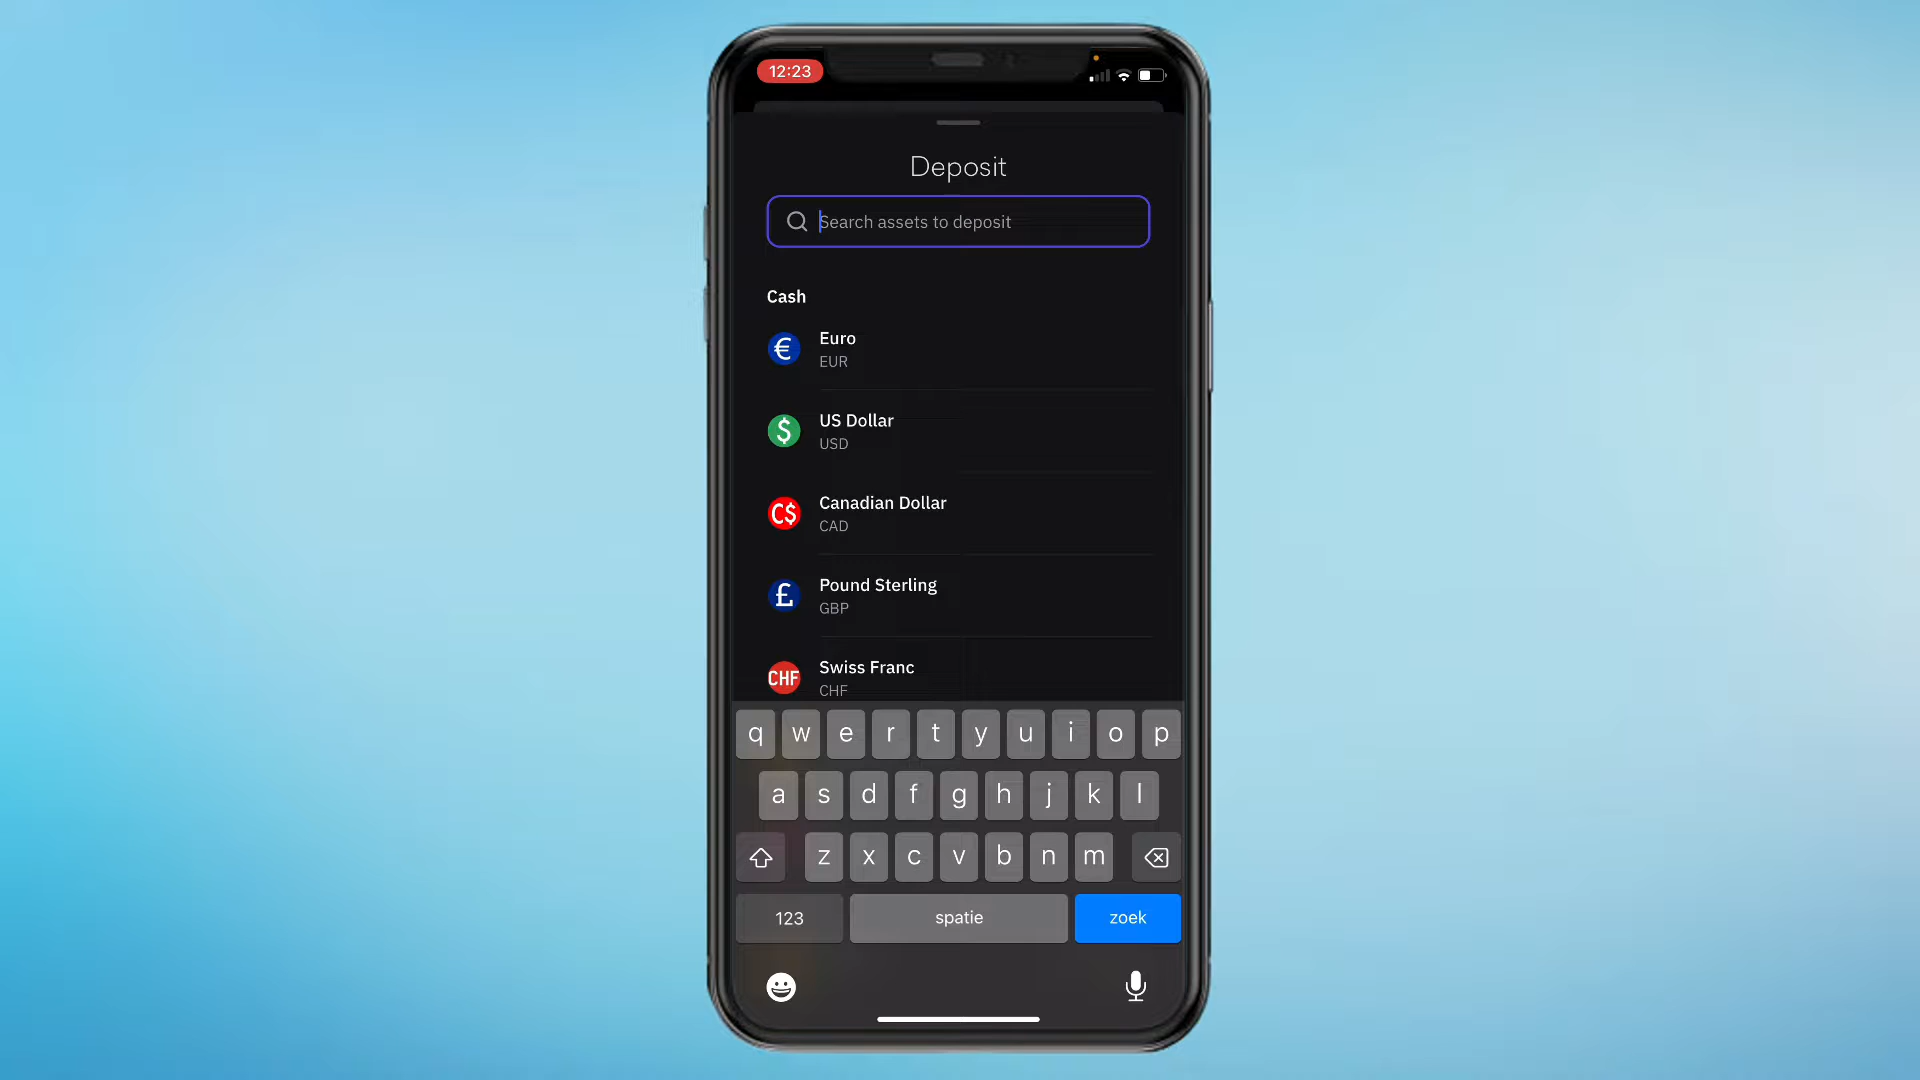 12:23
Deposit
Search assets to deposit
Cash
€
Euro
EUR
$
US Dollar
USD
C$
Canadian Dollar
CAD
£
Pound Sterling
GBP
CHF
Swiss Franc
CHF
q w e r t y u i o p
a s d f g h j k l
z x c v b n m
123 spatie zoek